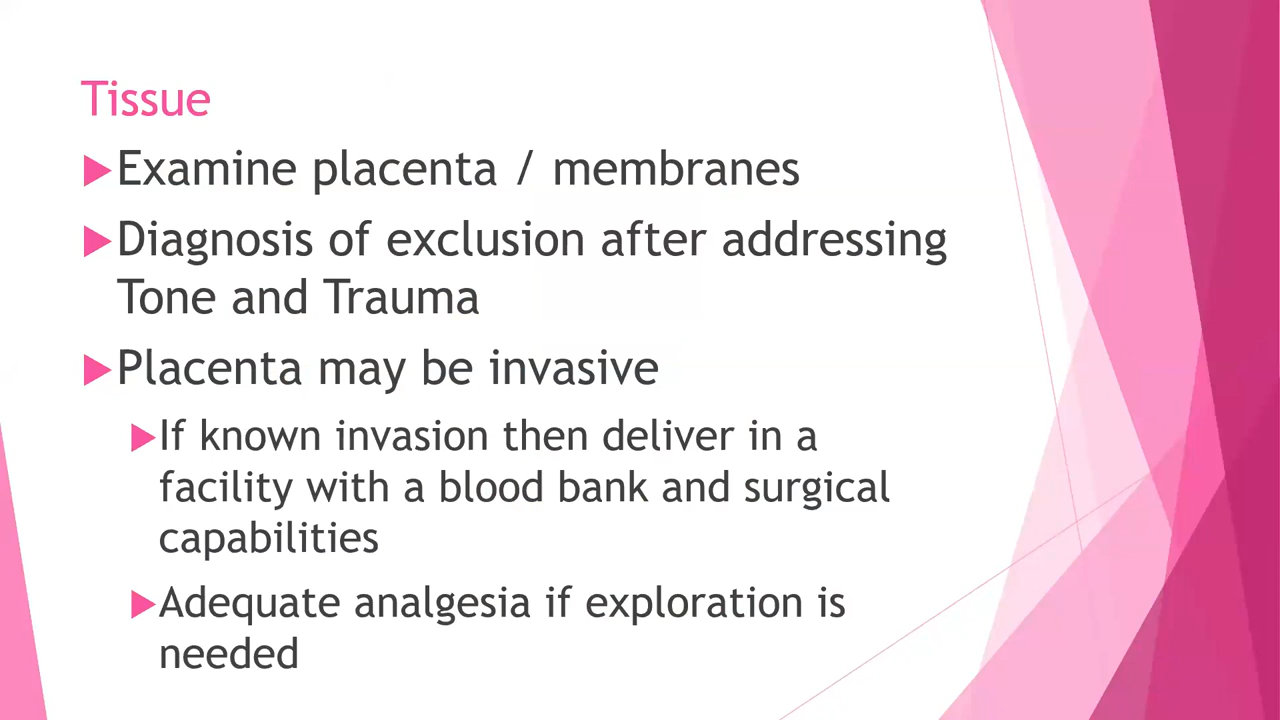 Tissue
Examine placenta / membranes
Diagnosis of exclusion after addressing
Tone and Trauma
Placenta may be invasive
If known invasion then deliver in a
facility with a blood bank and surgical
capabilities
Adequate analgesia if exploration is
needed